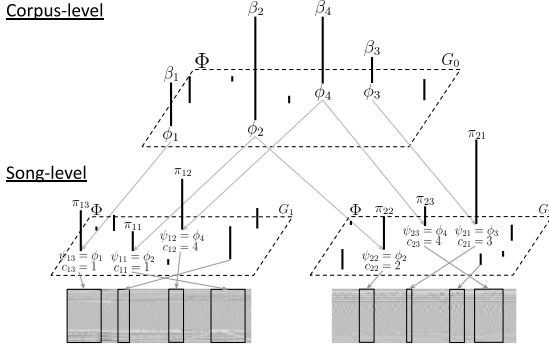 Corpus-level
β₂ β₄
β₃
Φ G₀
β₁
ϕ₄ ϕ₃
ϕ₁ ϕ₂
π₂₁
Song-level
π₁₂
π₁₃ Φ G₁
π₁₁
ψ₁₂ = ϕ₄
c₁₂ = 4
ψ₁₃ = ϕ₁ ψ₁₁ = ϕ₂
c₁₃ = 1 c₁₁ = 1
Φ π₂₂ π₂₃ G
ψ₂₃ = ϕ₄ ψ₂₁ = ϕ₃
c₂₃ = 4 c₂₁ = 3
ψ₂₂ = ϕ₂
c₂₂ = 2